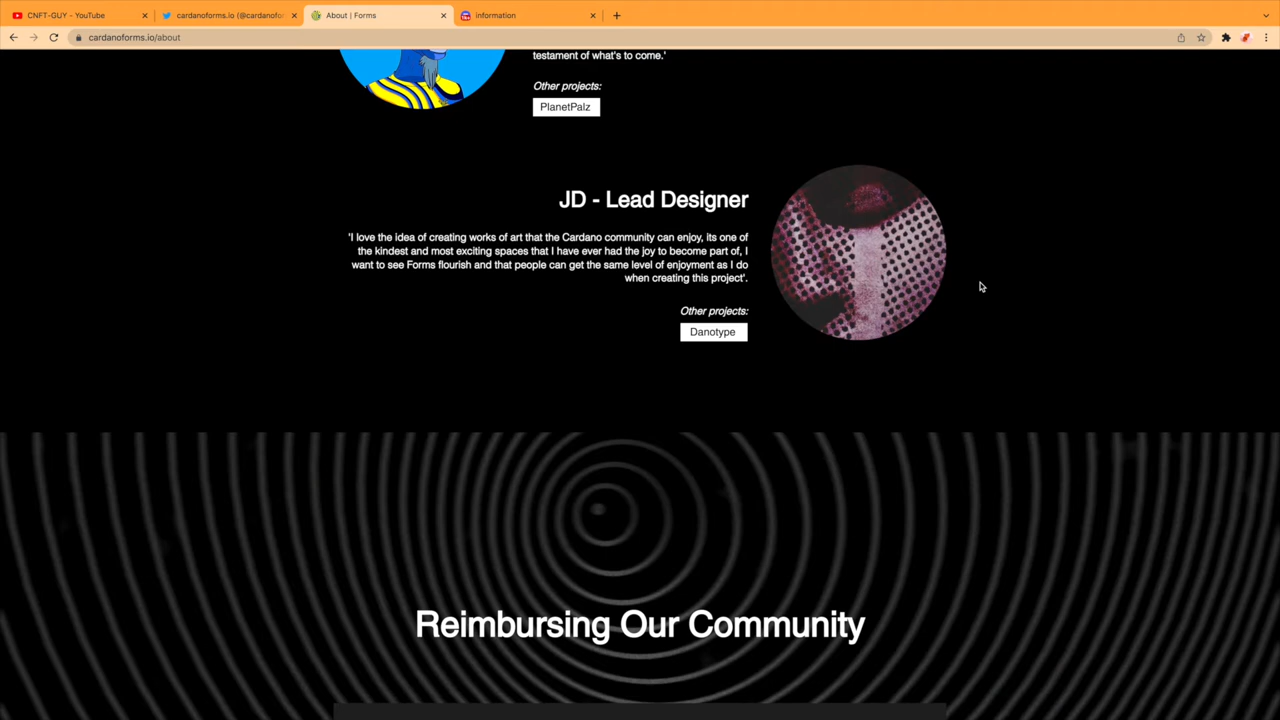 CNFT-GUY - YouTube
cardanoforms.io (@cardanofor
About | Forms
information
cardanoforms.io/about
testament of what's to come.'
Other projects:
PlanetPalz
JD - Lead Designer
'I love the idea of creating works of art that the Cardano community can enjoy, its one of
the kindest and most exciting spaces that I have ever had the joy to become part of, I
want to see Forms flourish and that people can get the same level of enjoyment as I do
when creating this project'.
Other projects:
Danotype
Reimbursing Our Community